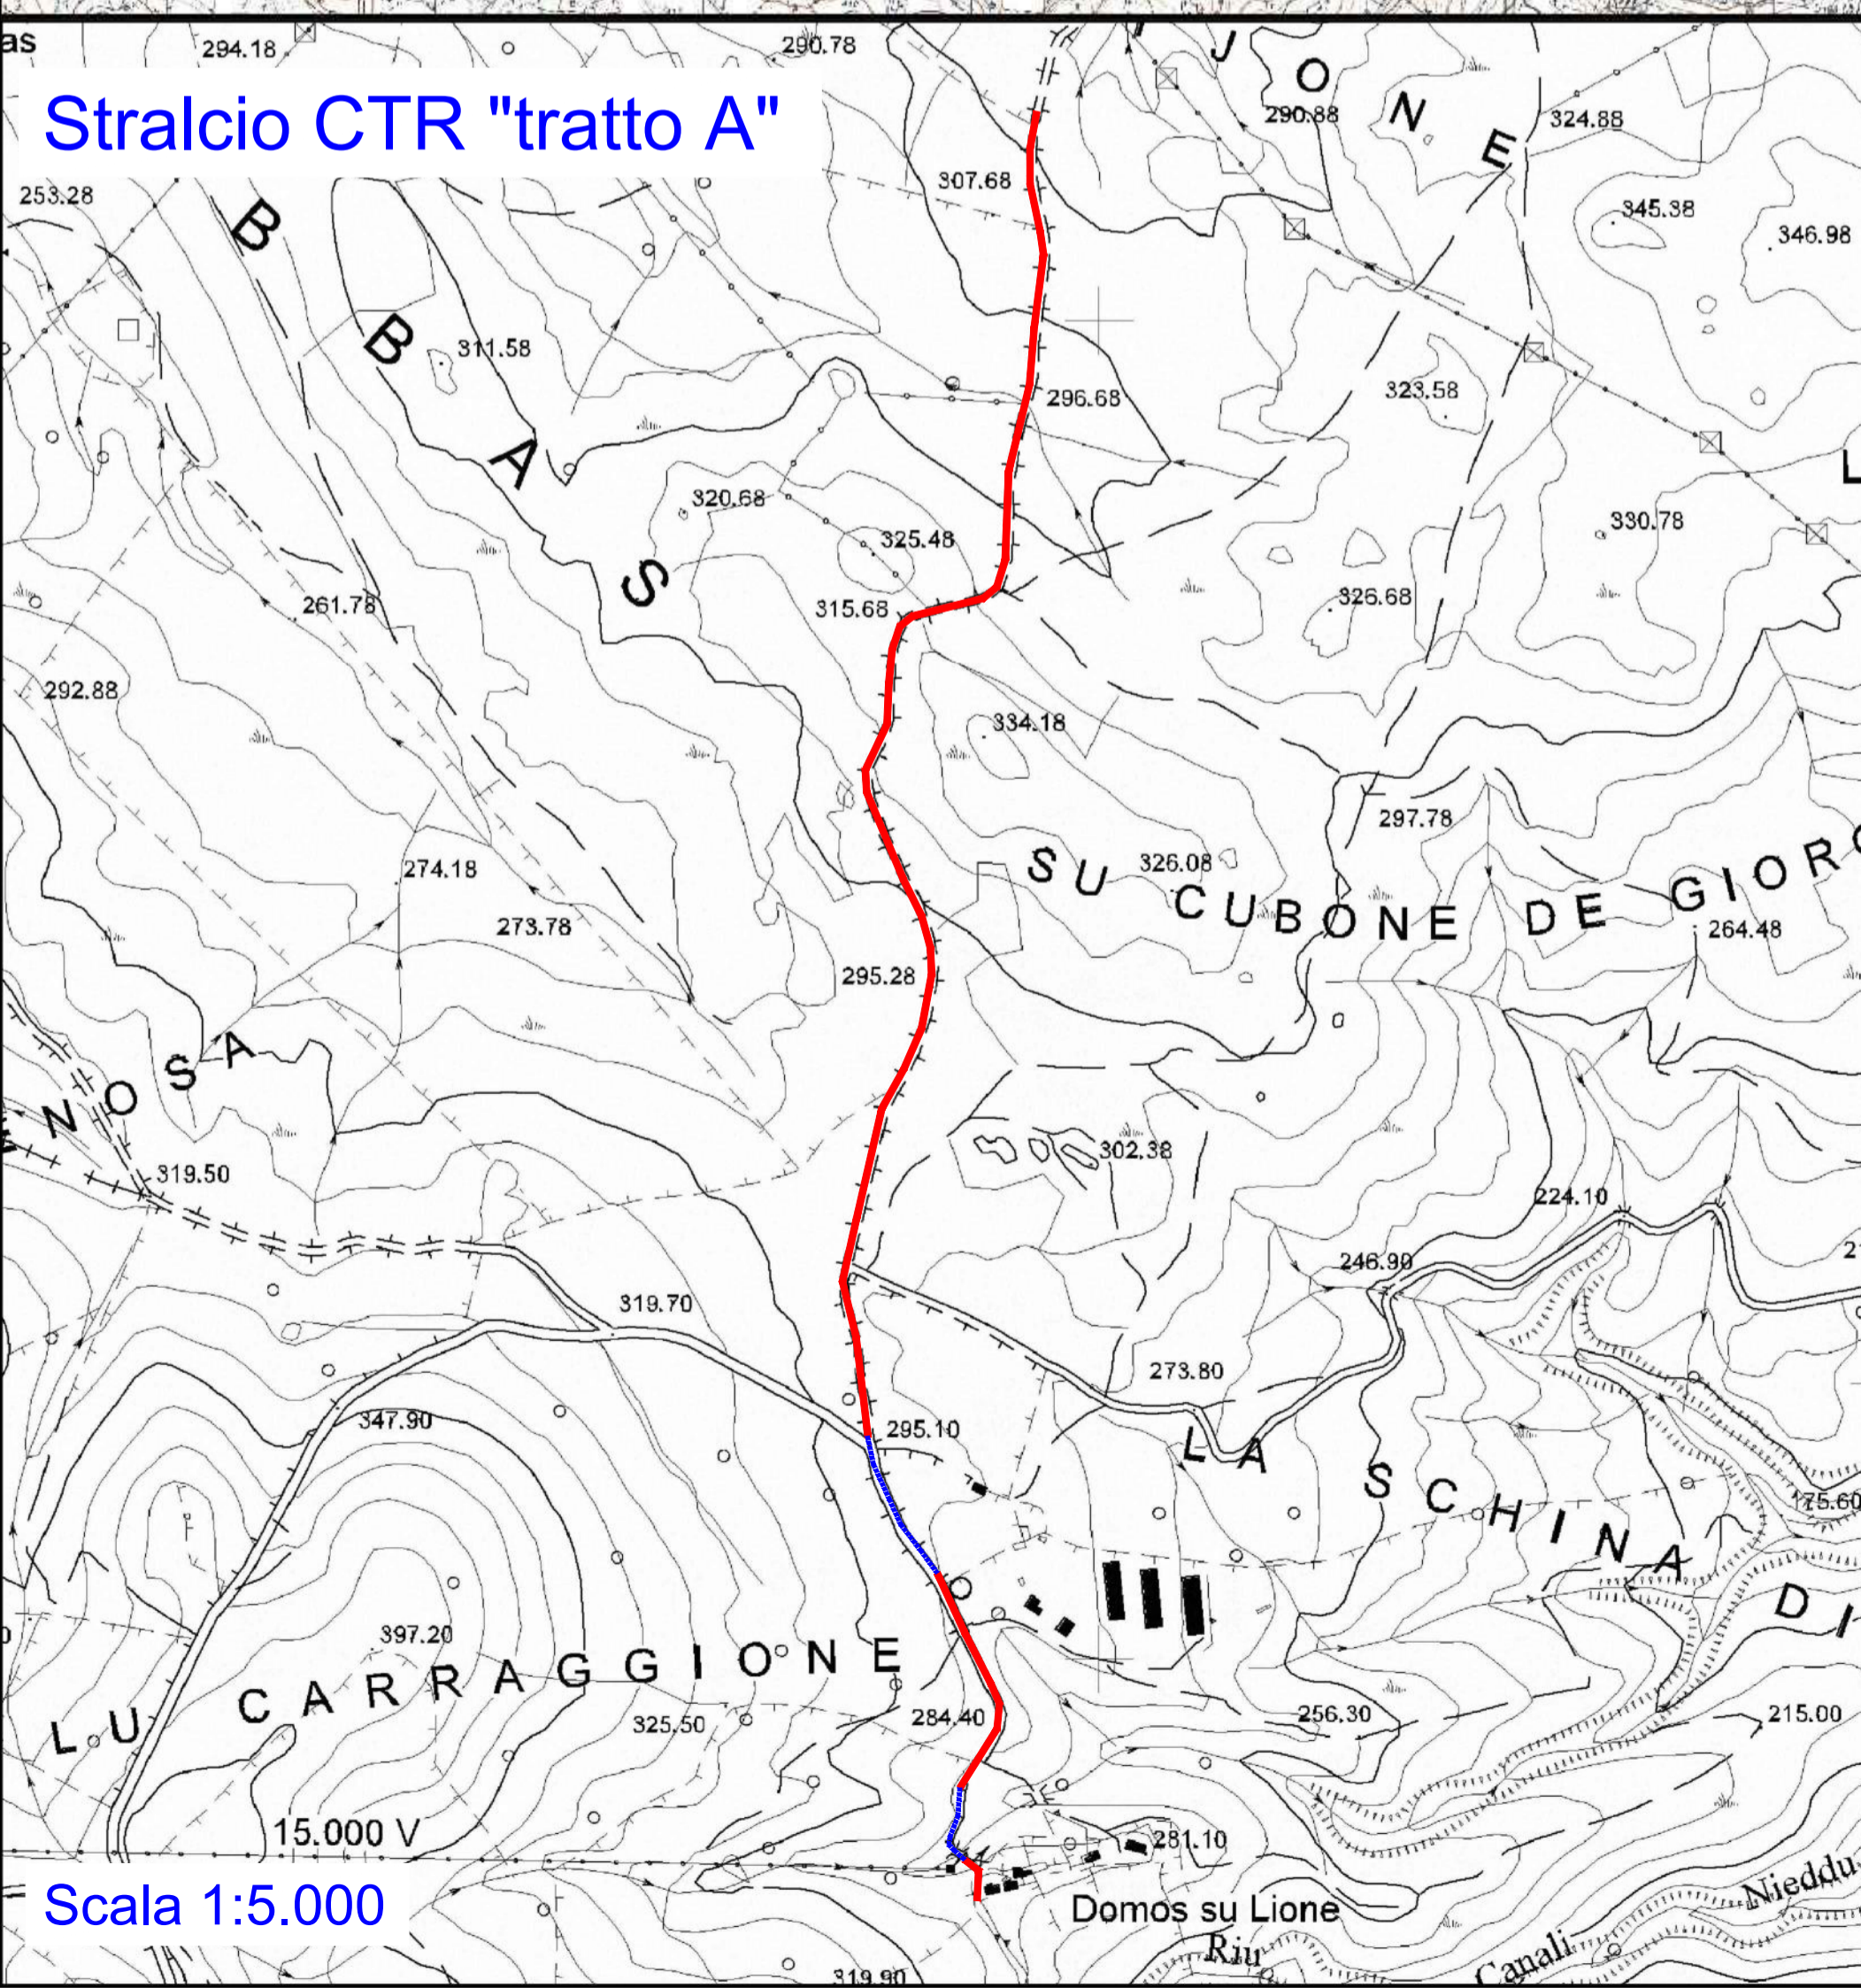 as
294.18
290.78
J O N E
Stralcio CTR "tratto A"
290.88
324.88
307.68
253.28
345.38
346.98
B B A S
311.58
296.68
323.58
L
320.68
325.48
330.78
261.78
315.68
326.68
292.88
334.18
297.78
274.18
326.08
SU CUBONE DE GIORG
273.78
264.48
295.28
ENOSA
302.38
319.50
224.10
246.90
319.70
273.80
347.90
295.10
LA SCHINA DI
175.60
397.20
LU CARRAGGIONE
325.50
284.40
256.30
215.00
15.000 V
281.10
Scala 1:5.000
Domos su Lione
Riu
Canali
Nieddu
319.90